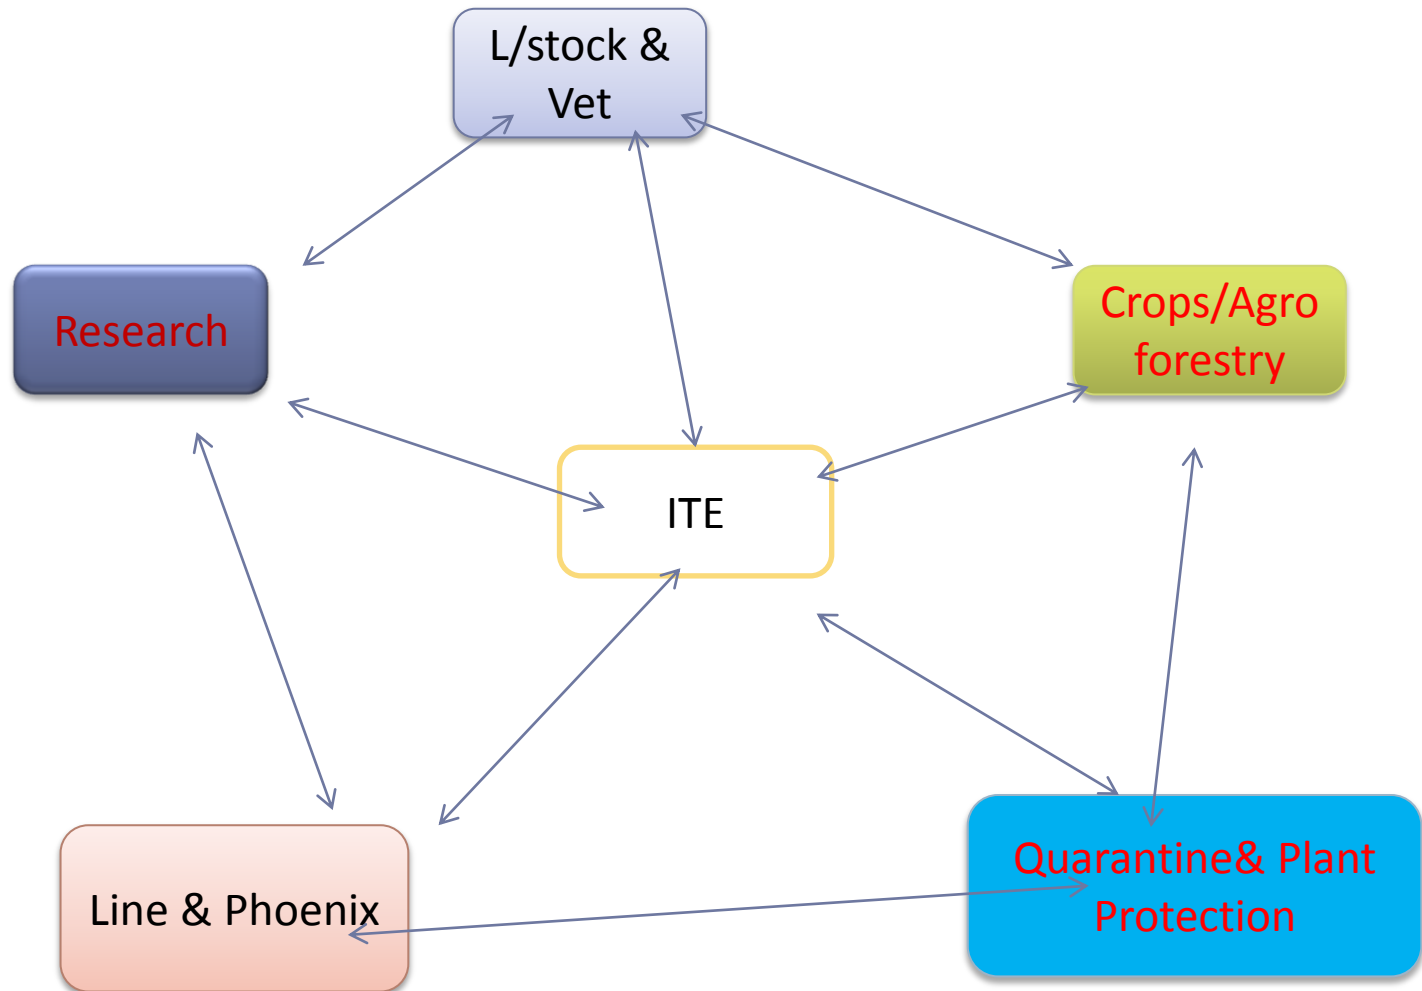 L/stock &
Vet
Research
Crops/Agro
forestry
ITE
Line & Phoenix
Quarantine& Plant
Protection